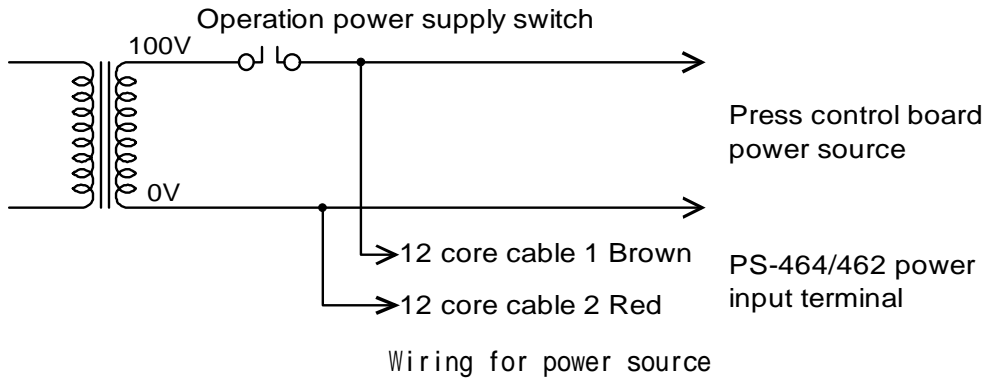 Operation power supply switch
100V
Press control board
power source
0V
12 core cable 1 Brown
PS-464/462 power
input terminal
12 core cable 2 Red
Wiring for power source